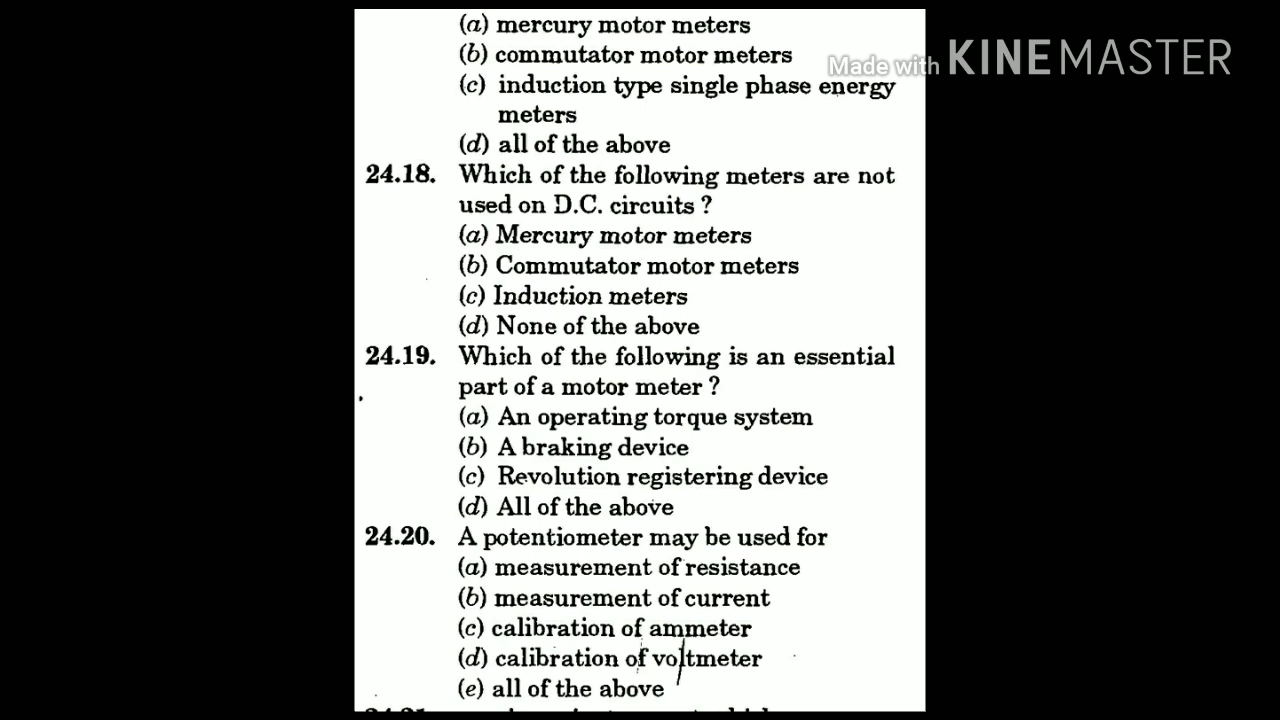 (a) mercury motor meters
(b) commutator motor meters
Made with KINEMASTER
(c) induction type single phase energy
meters
(d) all of the above
24.18. Which of the following meters are not
used on D.C. circuits ?
(a) Mercury motor meters
(b) Commutator motor meters
(c) Induction meters
(d) None of the above
24.19. Which of the following is an essential
part of a motor meter ?
(a) An operating torque system
(b) A braking device
(c) Revolution registering device
(d) All of the above
24.20. A potentiometer may be used for
(a) measurement of resistance
(b) measurement of current
(c) calibration of ammeter
(d) calibration of voltmeter
(e) all of the above